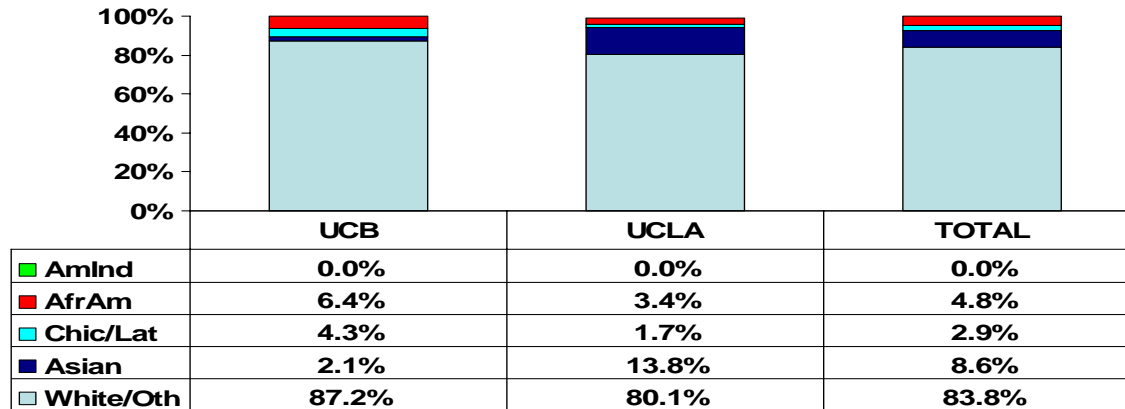 100%
80%
60%
40%
20%
0%
UCB UCLA TOTAL
AmInd 0.0% 0.0% 0.0%
AfrAm 6.4% 3.4% 4.8%
Chic/Lat 4.3% 1.7% 2.9%
Asian 2.1% 13.8% 8.6%
White/Oth 87.2% 80.1% 83.8%